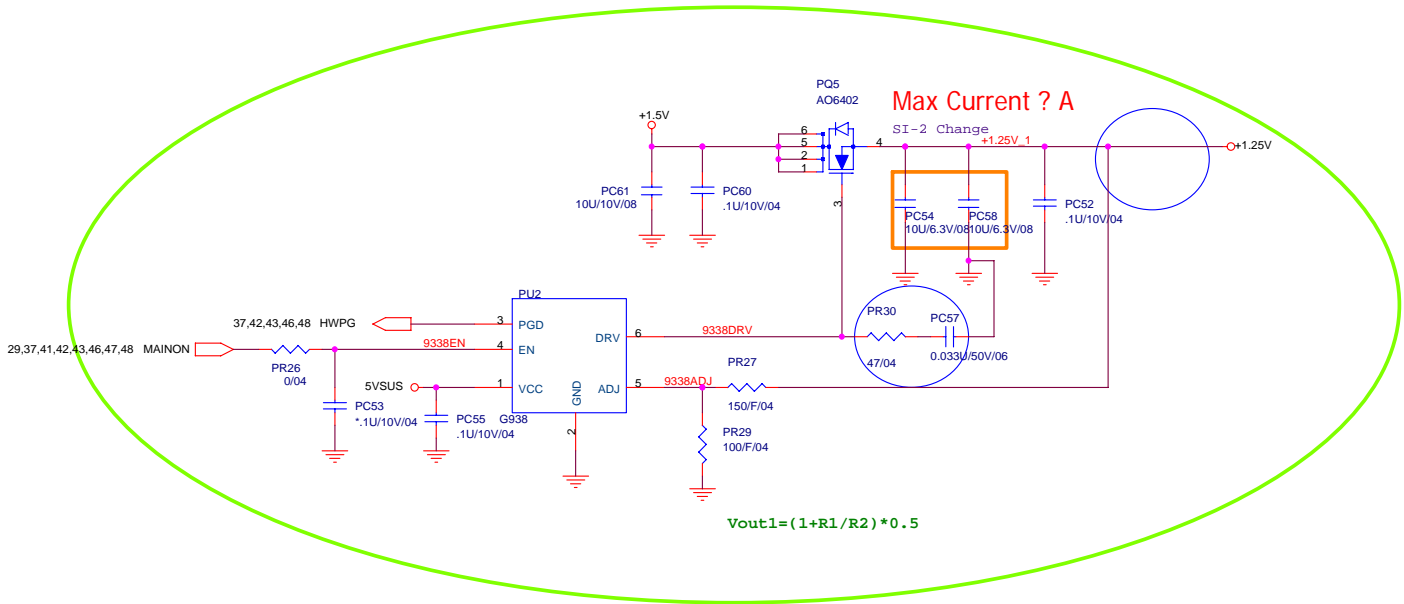 PQ5
AO6402
Max Current ? A
SI-2 Change
+1.5V
6
5
2
1
4
3
+1.25V_1
+1.25V
PC61
10U/10V/08
PC60
.1U/10V/04
PC54
10U/6.3V/08
PC58
10U/6.3V/08
PC52
.1U/10V/04
PU2
37,42,43,46,48 HWPG
3
PGD
29,37,41,42,43,46,47,48 MAINON
PR26
0/04
9338EN
4
EN
5VSUS
1
VCC
GND
2
DRV
6
9338DRV
ADJ
5
9338ADJ
G938
PC53
*.1U/10V/04
PC55
.1U/10V/04
PR30
47/04
PC57
0.033U/50V/06
PR27
150/F/04
PR29
100/F/04
Vout1=(1+R1/R2)*0.5